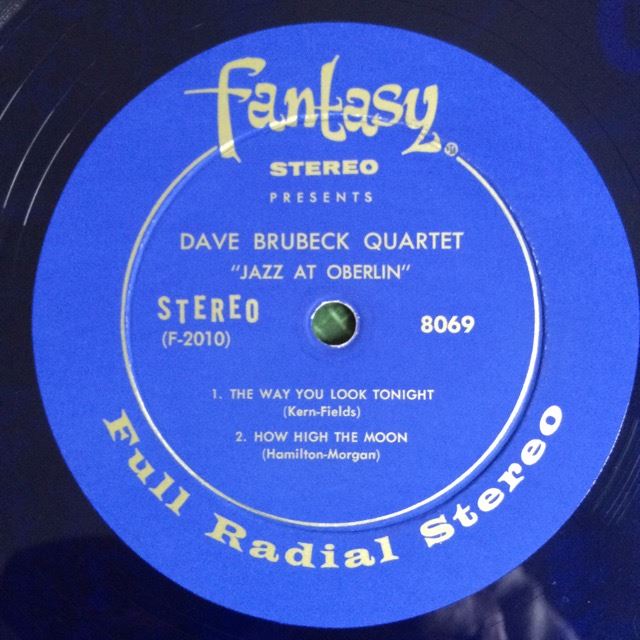 fantasy®
STEREO
PRESENTS
DAVE BRUBECK QUARTET
"JAZZ AT OBERLIN"
STEREO
(F-2010)
8069
1. THE WAY YOU LOOK TONIGHT
(Kern-Fields)
2. HOW HIGH THE MOON
(Hamilton-Morgan)
Full Radial Stereo